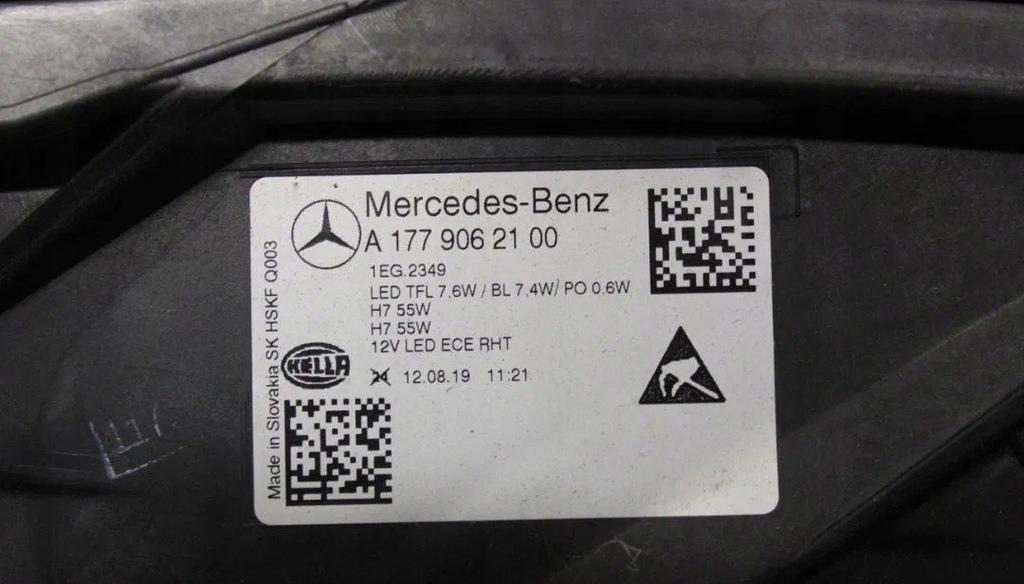 Mercedes-Benz
A 177 906 21 00
1EG.2349
LED TFL 7,6W / BL 7,4W/ PO 0,6W
H7 55W
H7 55W
12V LED ECE RHT
HELLA
24 12.08.19 11:21
Made in Slovakia SK HSKF Q003